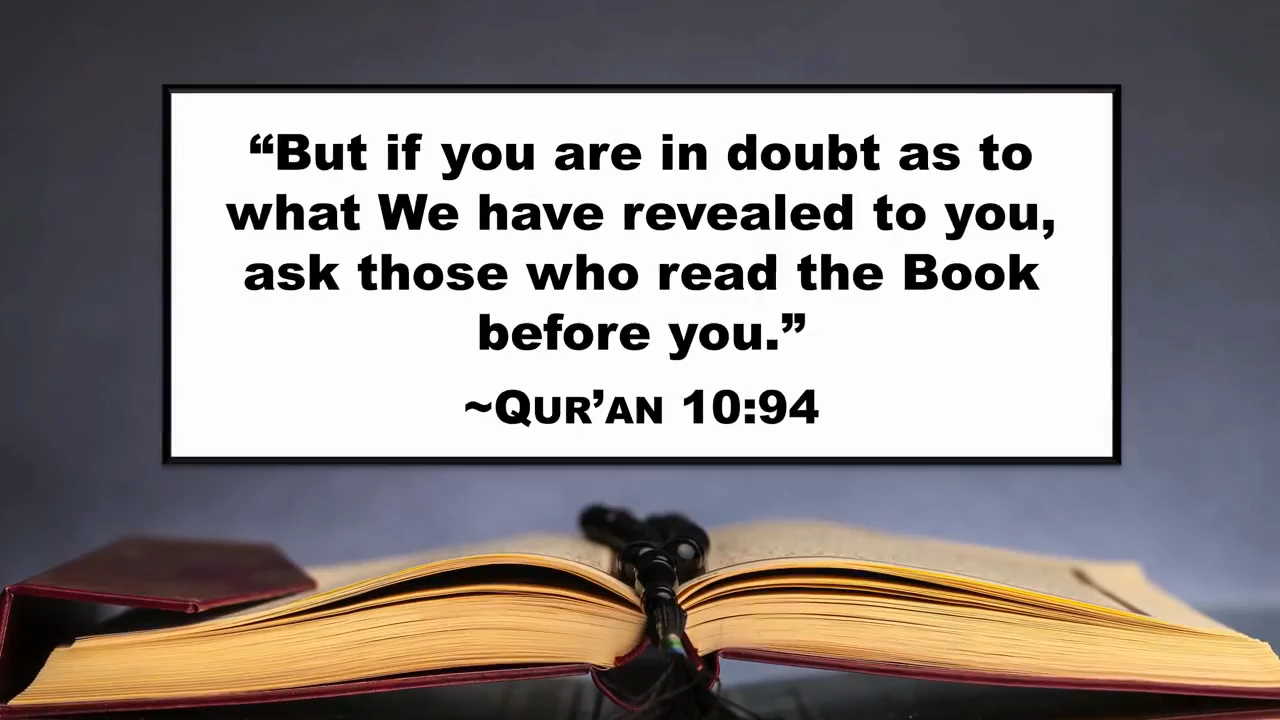 “But if you are in doubt as to
what We have revealed to you,
ask those who read the Book
before you.”
~QUR’AN 10:94